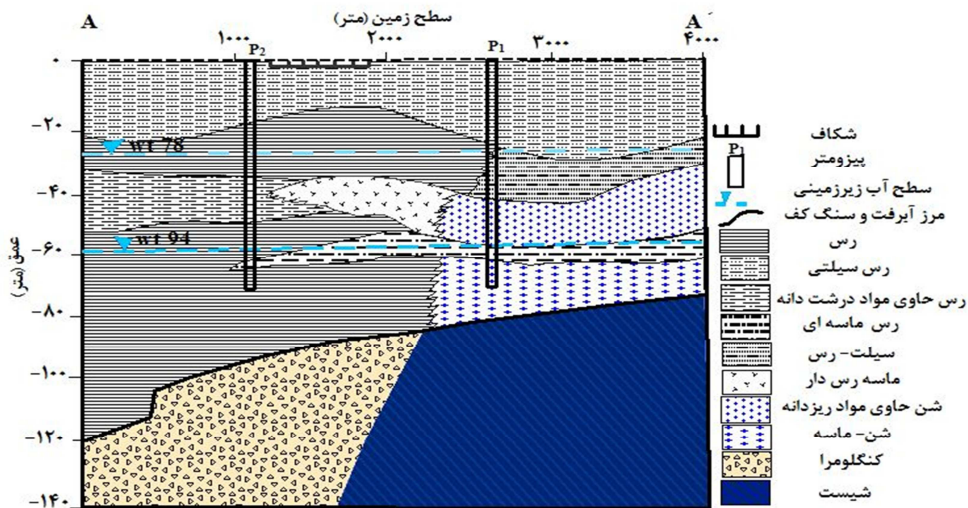 A
سطح زمین (متر)
A´
۱۰۰۰
۲۰۰۰
۳۰۰۰
۴۰۰۰
P₂
P₁
۰
−۲۰
−۴۰
−۶۰
−۸۰
−۱۰۰
−۱۲۰
−۱۴۰
عمق (متر)
wt 78
wt 94
شکاف
P₁
پیزومتر
سطح آب زیرزمینی
مرز آبرفت و سنگ کف
رس
رس سیلتی
رس حاوی مواد درشت دانه
رس ماسه ای
سیلت- رس
ماسه رس دار
شن حاوی مواد ریزدانه
شن- ماسه
کنگلومرا
شیست